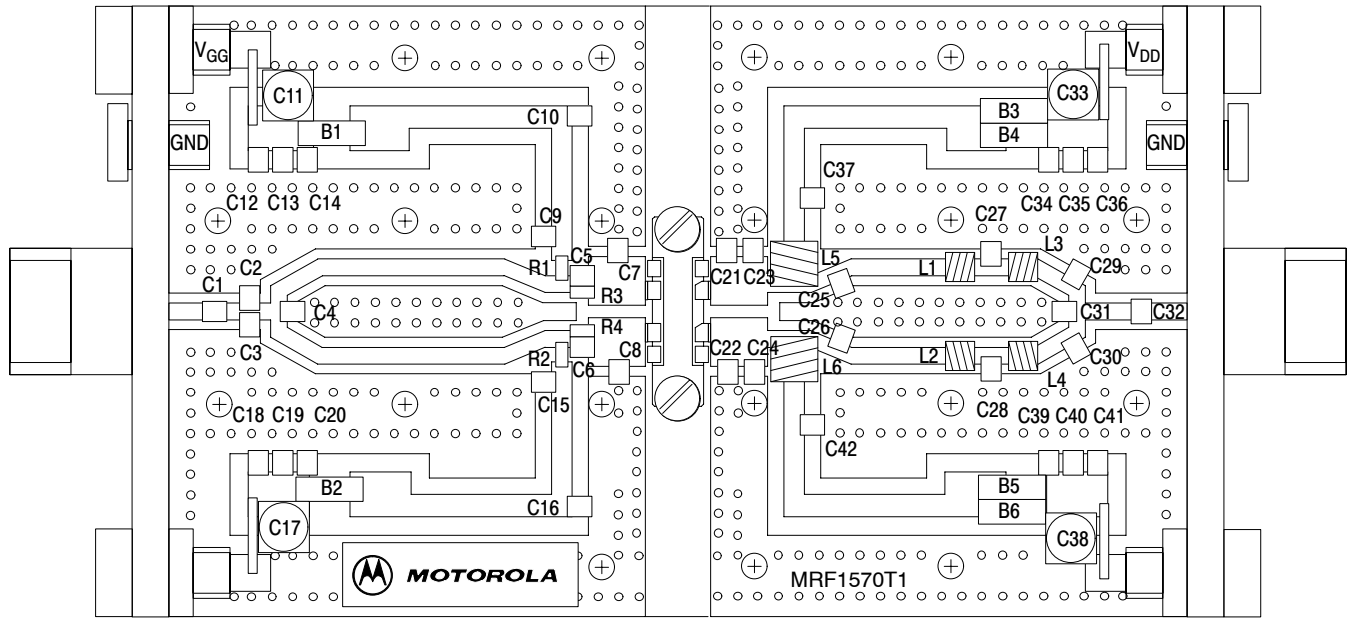 VGG
VDD
C11
C33
B1
C10
B3
B4
GND
GND
C37
C12 C13 C14
C34 C35 C36
C9
C27
L3
C5
C7
L5
R1
C21 C23
L1
C29
C2
C1
R3
C25
C4
C31
C32
R4
C26
C3
R2
C8
C22 C24
L2
C30
C6
L6
L4
C15
C28
C18 C19 C20
C39 C40 C41
C42
B2
B5
C16
B6
C17
C38
MOTOROLA
MRF1570T1